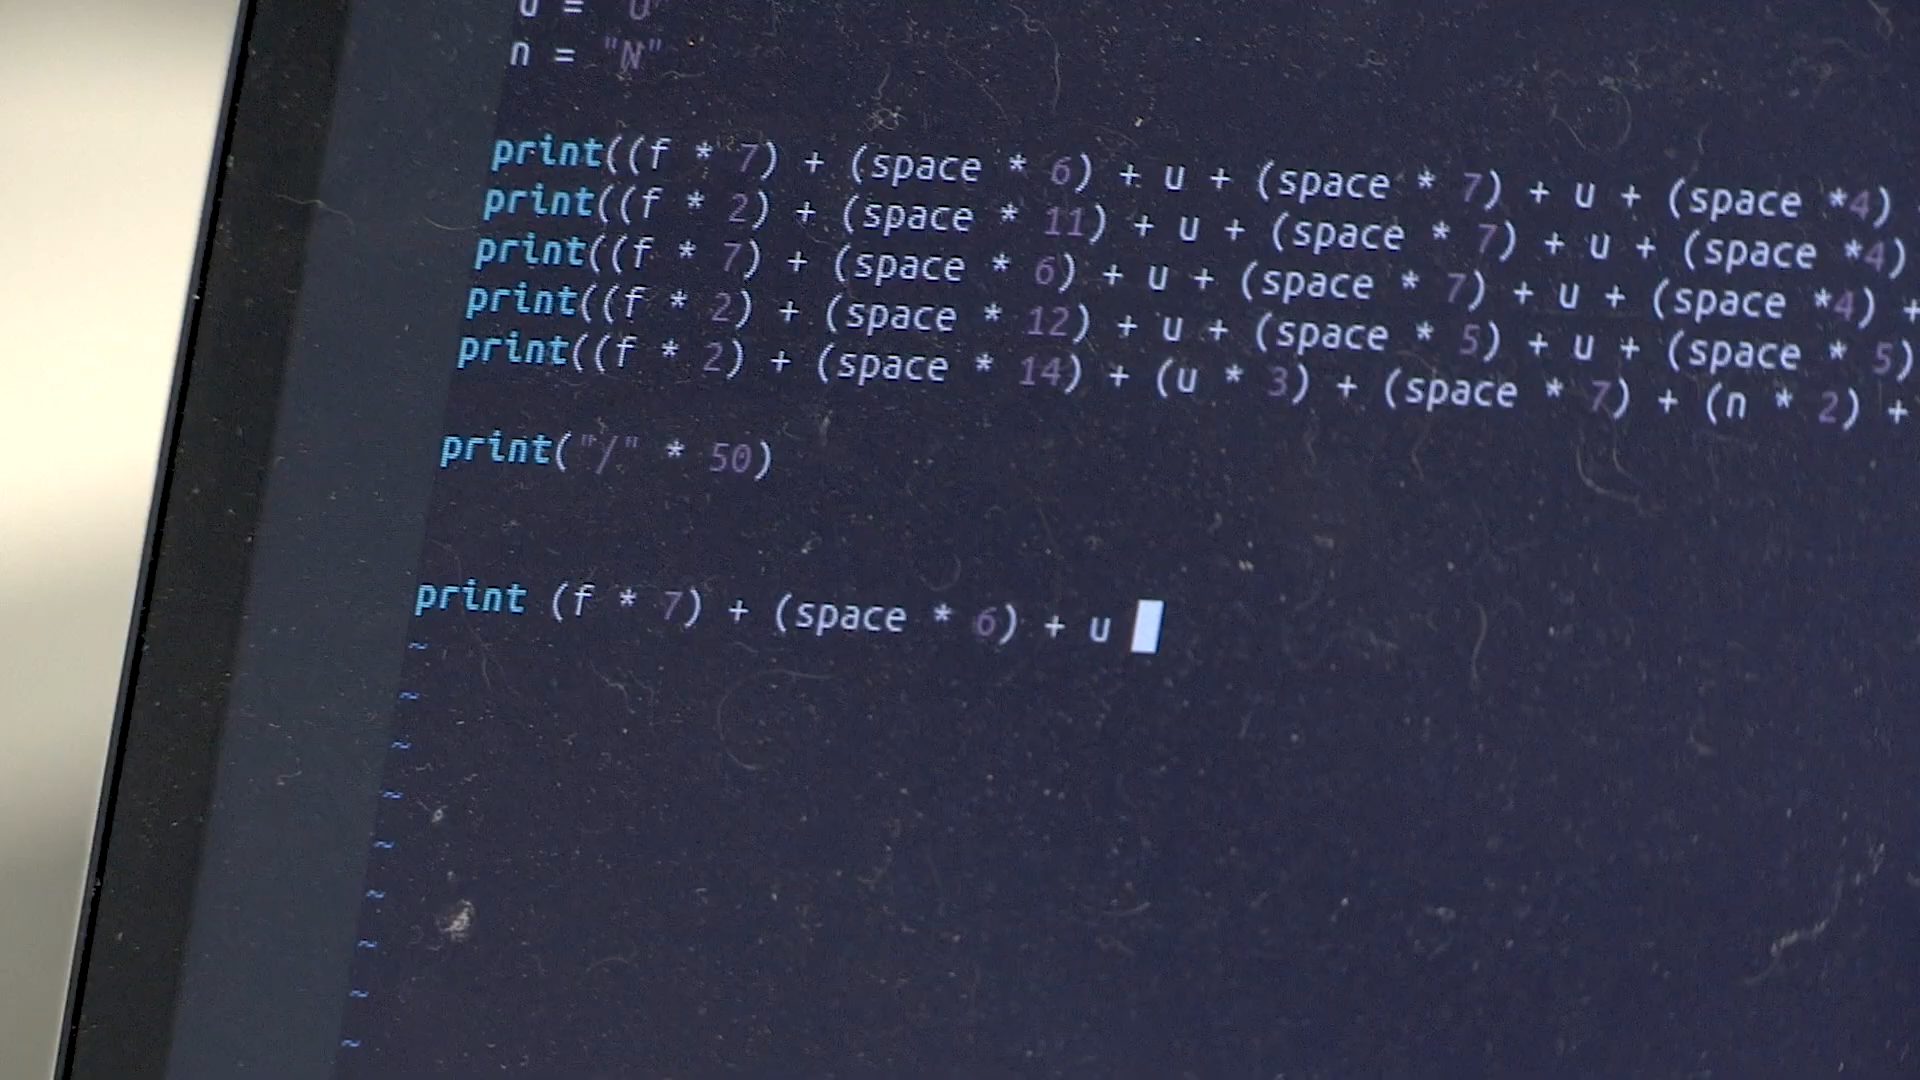 u = "U"
n = "N"
print((f * 7) + (space * 6) + u + (space * 7) + u + (space *4)
print((f * 2) + (space * 11) + u + (space * 7) + u + (space *4)
print((f * 7) + (space * 6) + u + (space * 7) + u + (space *4) +
print((f * 2) + (space * 12) + u + (space * 5) + u + (space * 5)
print((f * 2) + (space * 14) + (u * 3) + (space * 7) + (n * 2) +
print("/" * 50)
print (f * 7) + (space * 6) + u
~
~
~
~
~
~
~
~
~